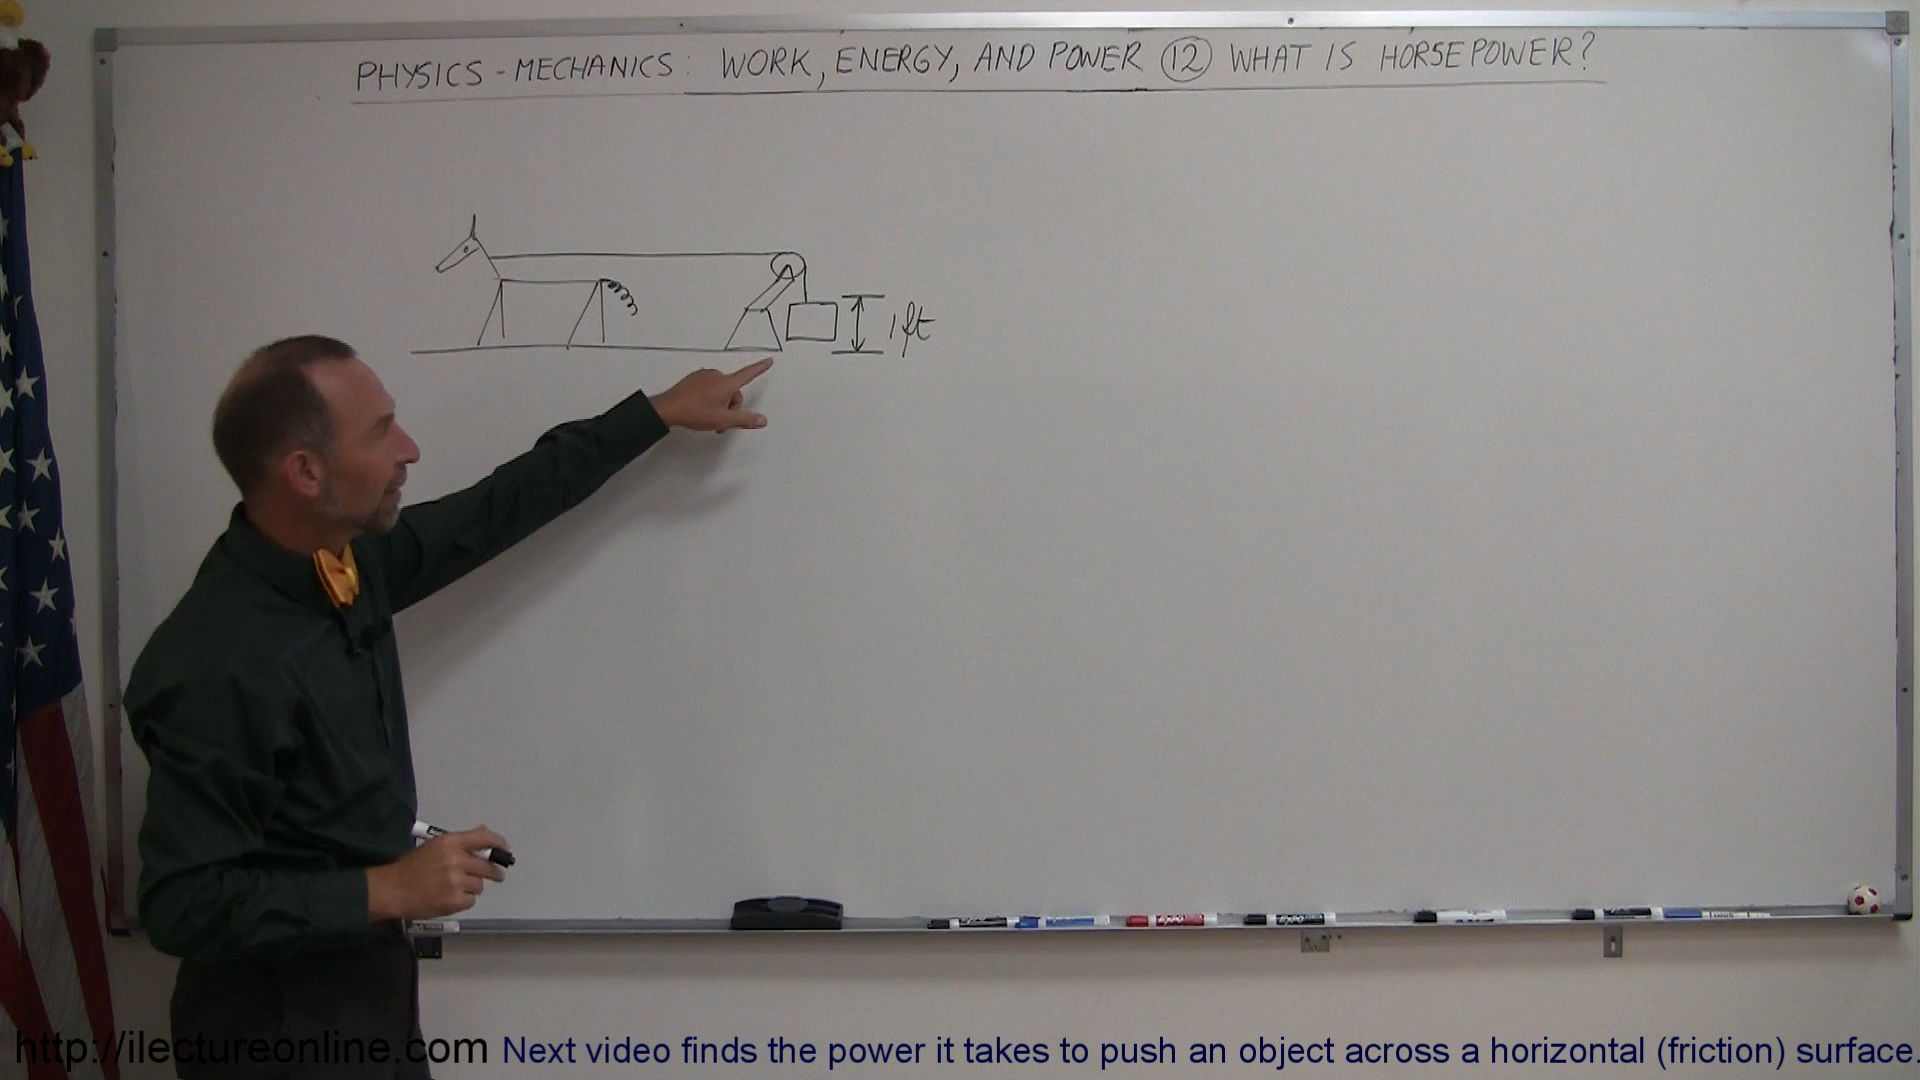 PHYSICS - MECHANICS: WORK, ENERGY, AND POWER 12 WHAT IS HORSEPOWER?
1 ft
http://ilectureonline.com Next video finds the power it takes to push an object across a horizontal (friction) surface.